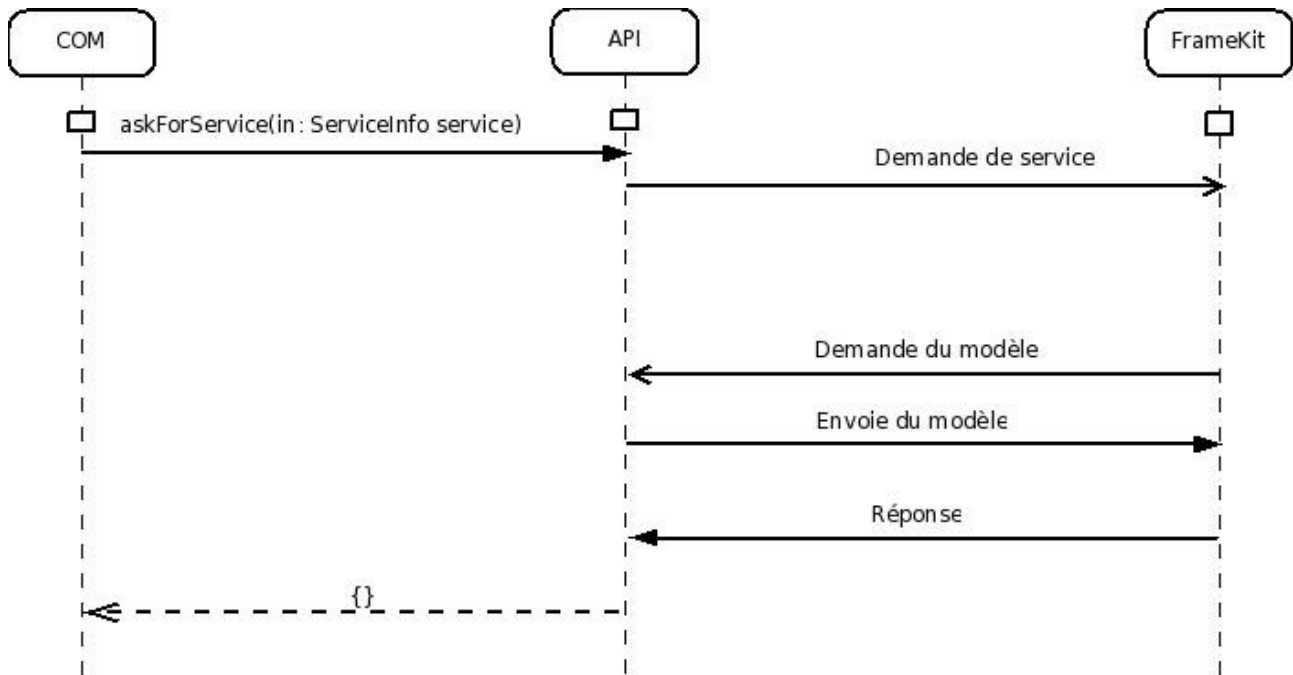 COM
API
FrameKit
askForService(in : ServiceInfo service)
Demande de service
Demande du modèle
Envoie du modèle
Réponse
{}